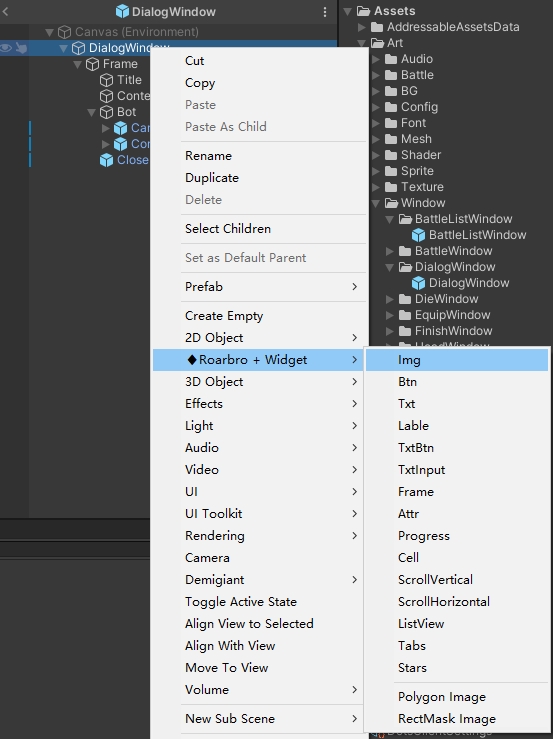 DialogWindow
Canvas (Environment)
DialogWindow
Frame
Title
Conte
Bot
Can
Con
Close
Cut
Copy
Paste
Paste As Child
Rename
Duplicate
Delete
Select Children
Set as Default Parent
Prefab
Create Empty
2D Object
♦Roarbro + Widget
3D Object
Effects
Light
Audio
Video
UI
UI Toolkit
Rendering
Camera
Demigiant
Toggle Active State
Align View to Selected
Align With View
Move To View
Volume
New Sub Scene
Assets
AddressableAssetsData
Art
Audio
Battle
BG
Config
Font
Mesh
Shader
Sprite
Texture
Window
BattleListWindow
BattleListWindow
BattleWindow
DialogWindow
DialogWindow
DieWindow
EquipWindow
FinishWindow
Img
Btn
Txt
Lable
TxtBtn
TxtInput
Frame
Attr
Progress
Cell
ScrollVertical
ScrollHorizontal
ListView
Tabs
Stars
Polygon Image
RectMask Image